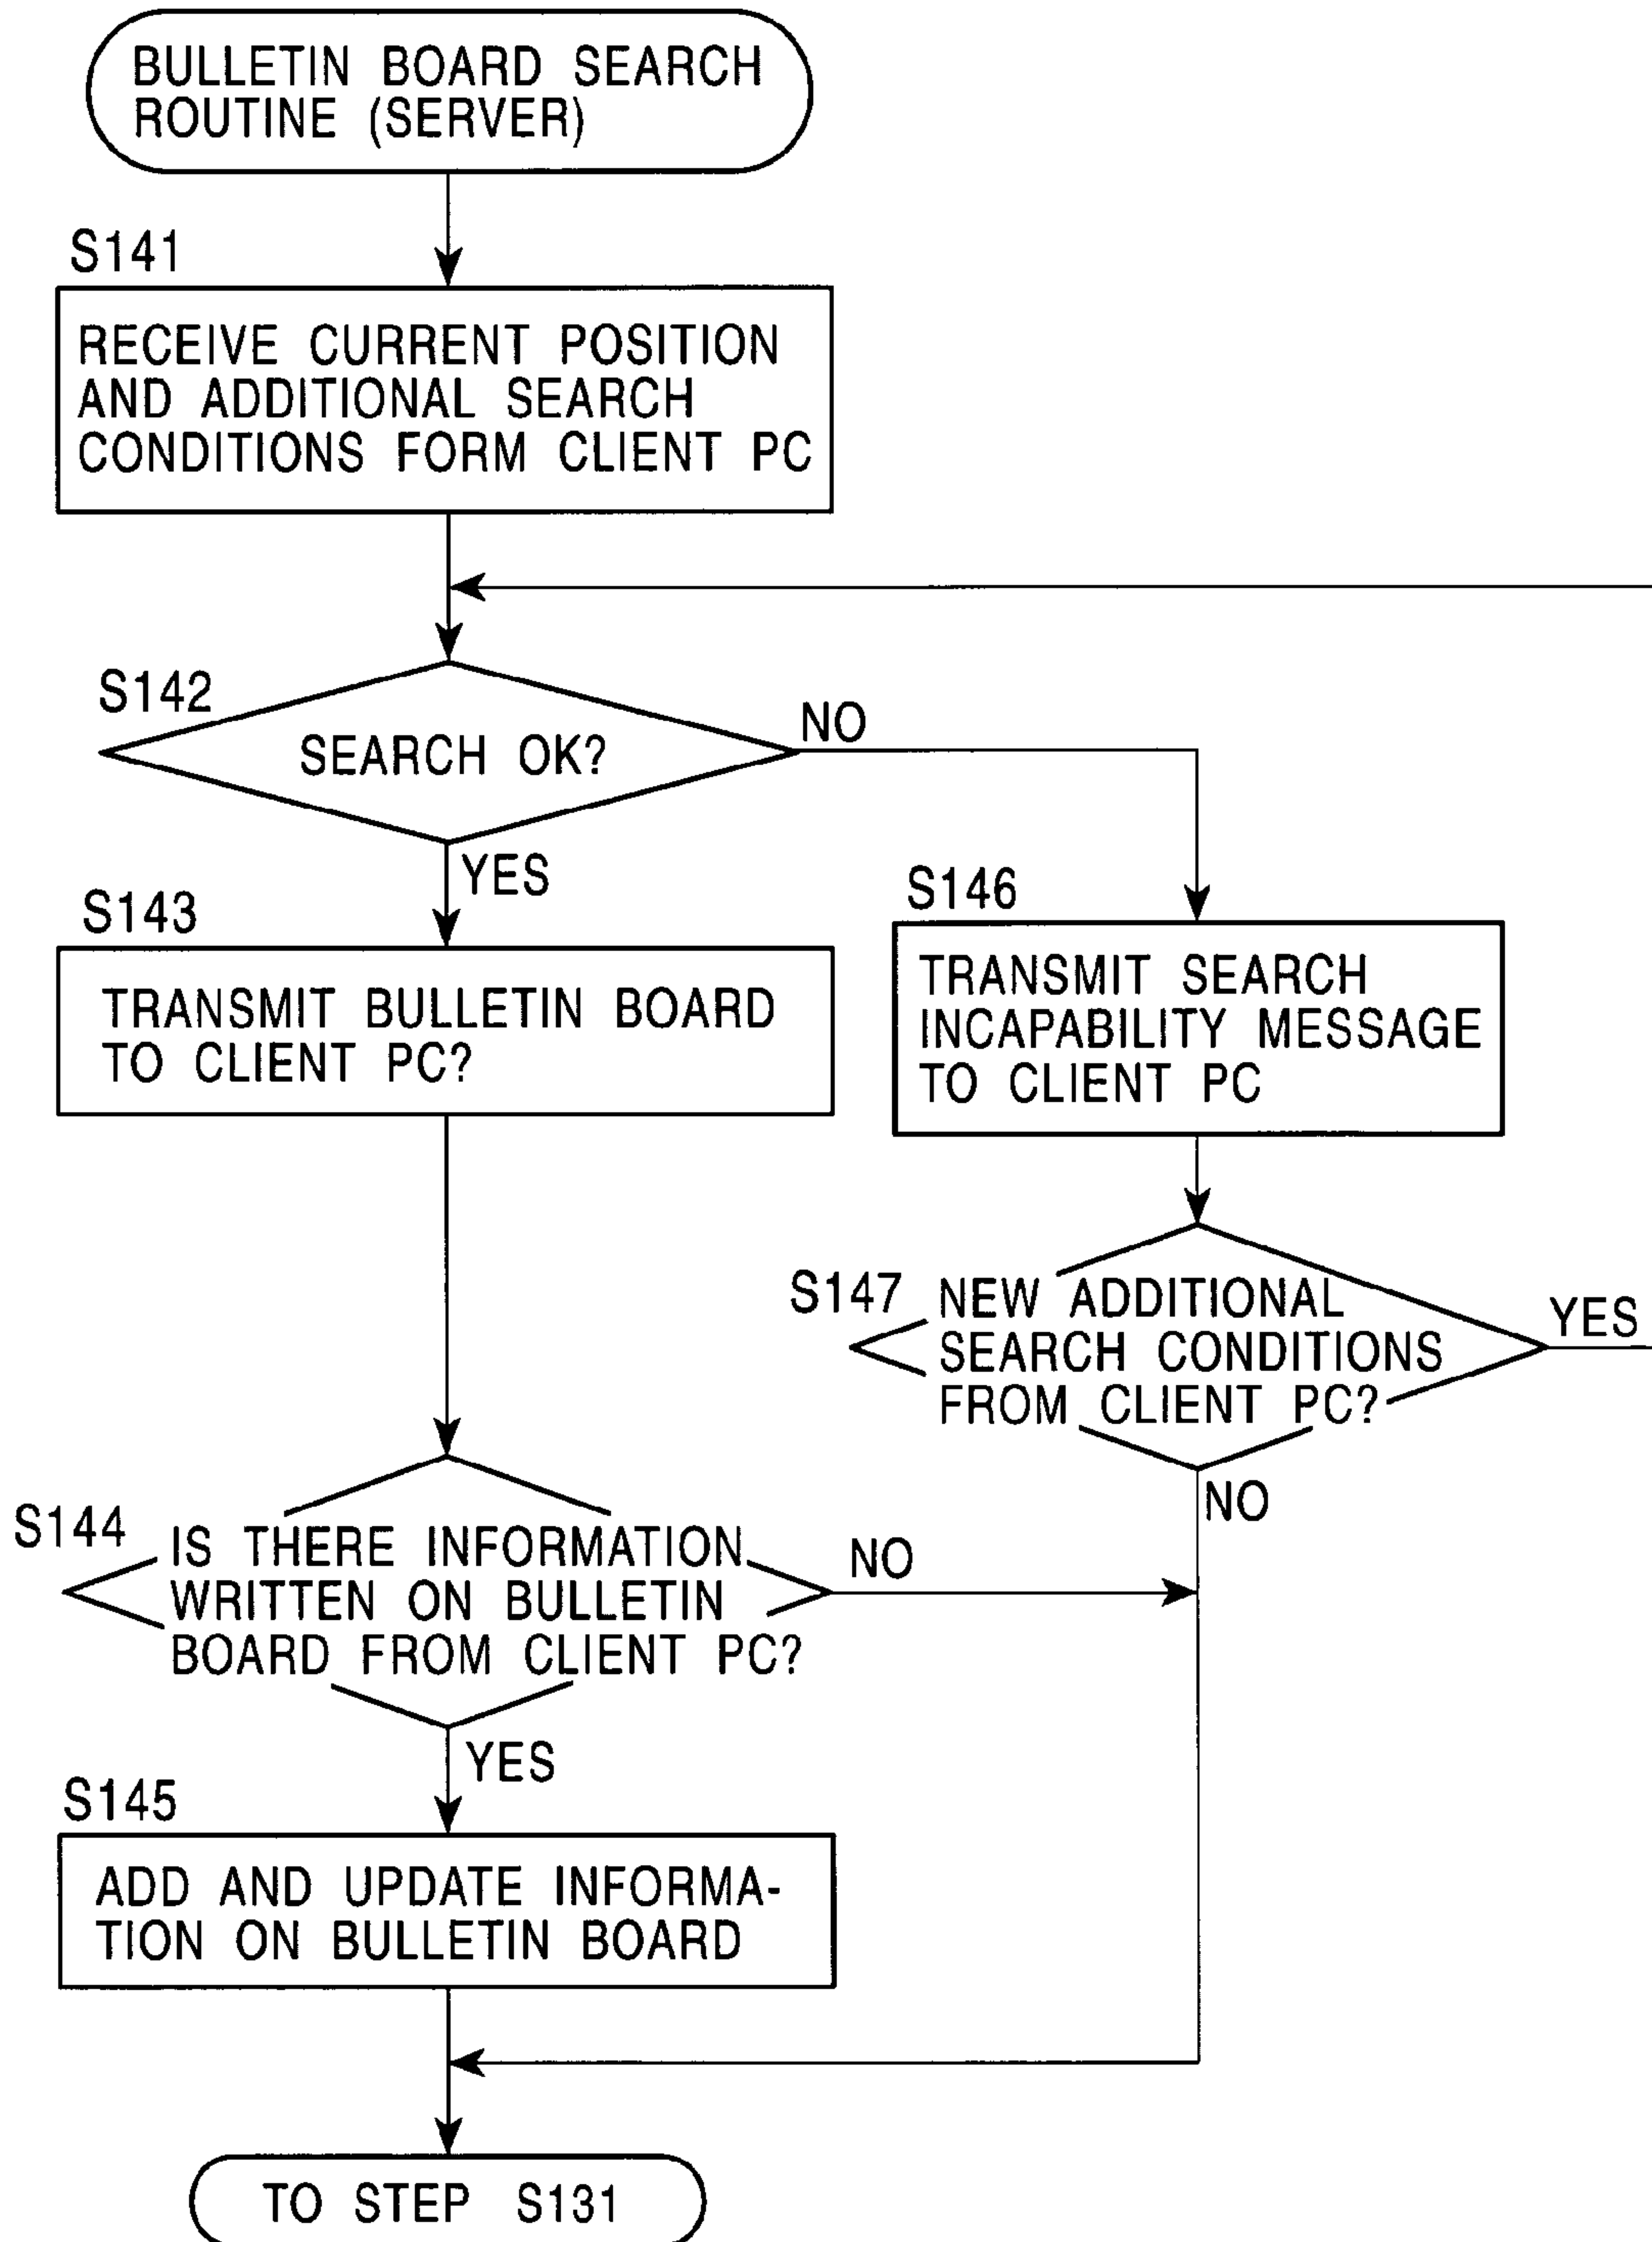 BULLETIN BOARD SEARCH
ROUTINE (SERVER)
S141
RECEIVE CURRENT POSITION
AND ADDITIONAL SEARCH
CONDITIONS FORM CLIENT PC
S142
SEARCH OK?
NO
YES
S143
TRANSMIT BULLETIN BOARD
TO CLIENT PC?
S146
TRANSMIT SEARCH
INCAPABILITY MESSAGE
TO CLIENT PC
S147
NEW ADDITIONAL
SEARCH CONDITIONS
FROM CLIENT PC?
YES
NO
S144
IS THERE INFORMATION
WRITTEN ON BULLETIN
BOARD FROM CLIENT PC?
NO
YES
S145
ADD AND UPDATE INFORMA-
TION ON BULLETIN BOARD
TO STEP S131